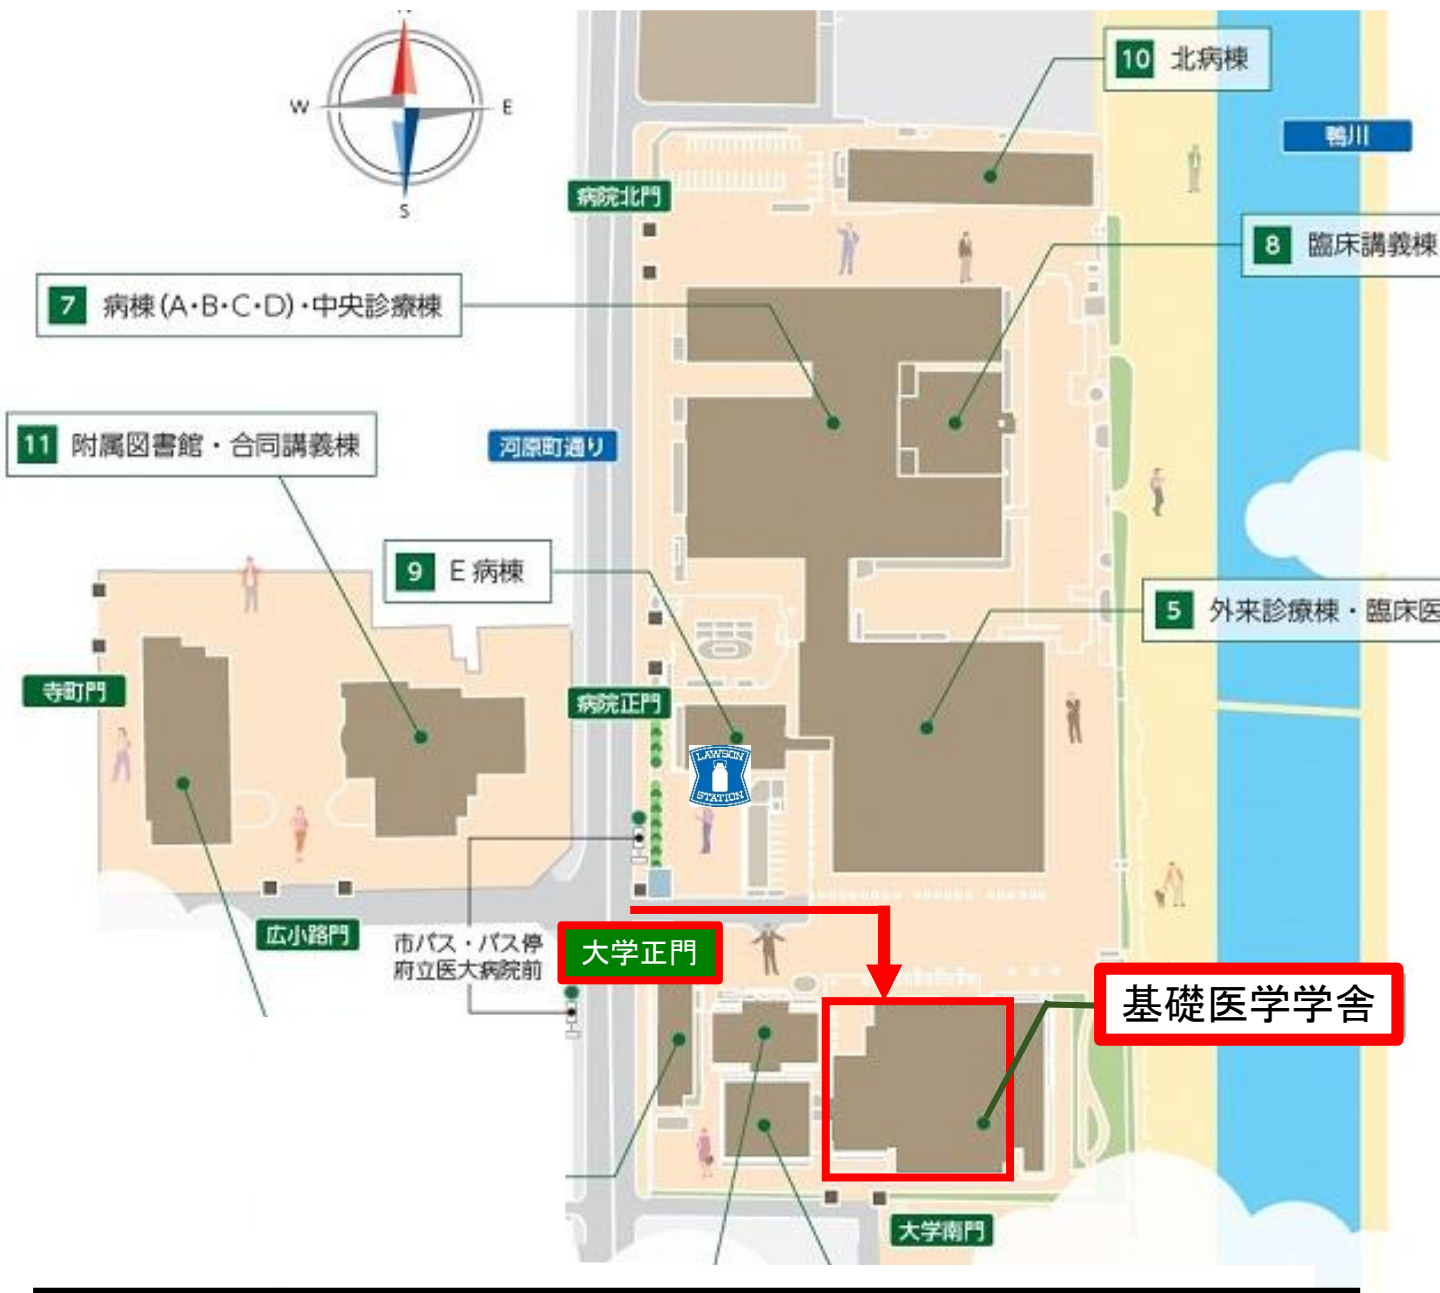 W
E
S
10 北病棟
鴨川
病院北門
8 臨床講義棟
7 病棟(A・B・C・D)・中央診療棟
河原町通り
11 附属図書館・合同講義棟
9 E 病棟
5 外来診療棟・臨床医
寺町門
病院正門
LAWSON
STATION
広小路門
市バス・バス停
府立医大病院前
大学正門
基礎医学学舎
大学南門